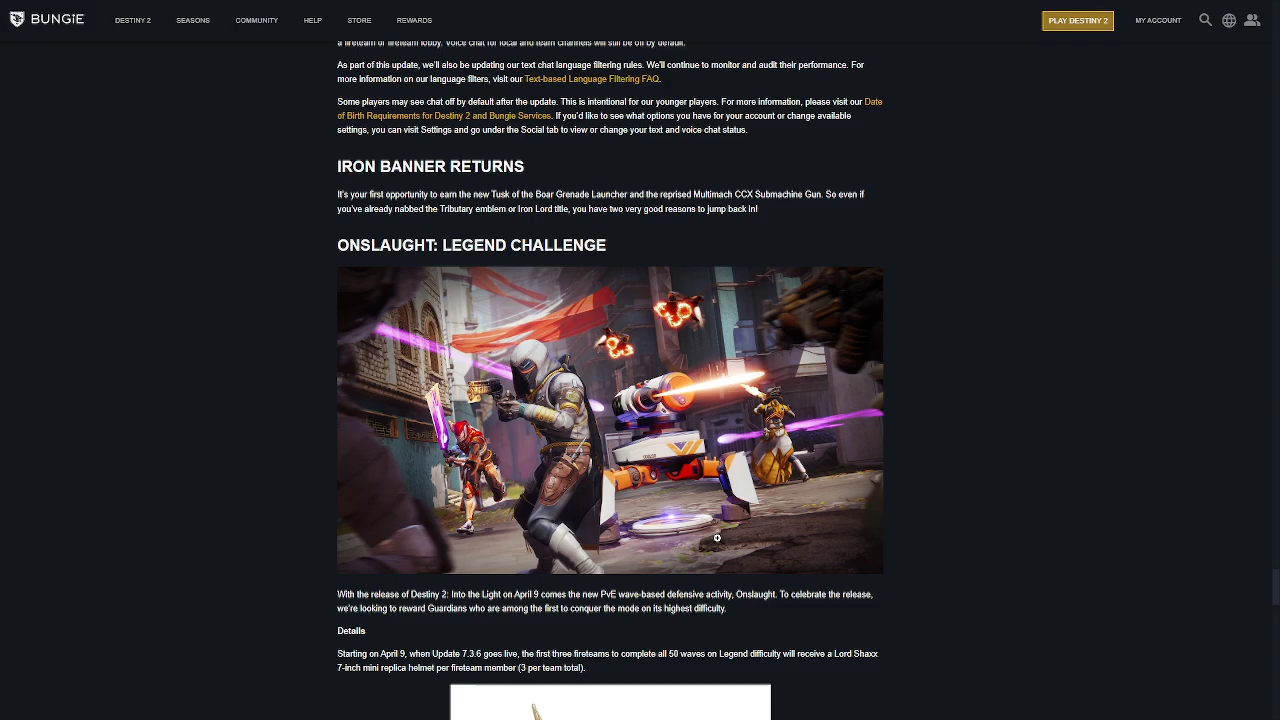 BUNGiE
DESTINY 2
SEASONS
COMMUNITY
HELP
STORE
REWARDS
PLAY DESTINY 2
MY ACCOUNT
a fireteam or fireteam lobby. Voice chat for local and team channels will still be off by default.
As part of this update, we'll also be updating our text chat language filtering rules. We'll continue to monitor and audit their performance. For
more information on our language filters, visit our Text-based Language Filtering FAQ.
Some players may see chat off by default after the update. This is intentional for our younger players. For more information, please visit our Date
of Birth Requirements for Destiny 2 and Bungie Services. If you'd like to see what options you have for your account or change available
settings, you can visit Settings and go under the Social tab to view or change your text and voice chat status.
IRON BANNER RETURNS
It's your first opportunity to earn the new Tusk of the Boar Grenade Launcher and the reprised Multimach CCX Submachine Gun. So even if
you've already nabbed the Tributary emblem or Iron Lord title, you have two very good reasons to jump back in!
ONSLAUGHT: LEGEND CHALLENGE
With the release of Destiny 2: Into the Light on April 9 comes the new PvE wave-based defensive activity, Onslaught. To celebrate the release,
we're looking to reward Guardians who are among the first to conquer the mode on its highest difficulty.
Details
Starting on April 9, when Update 7.3.6 goes live, the first three fireteams to complete all 50 waves on Legend difficulty will receive a Lord Shaxx
7-inch mini replica helmet per fireteam member (3 per team total).